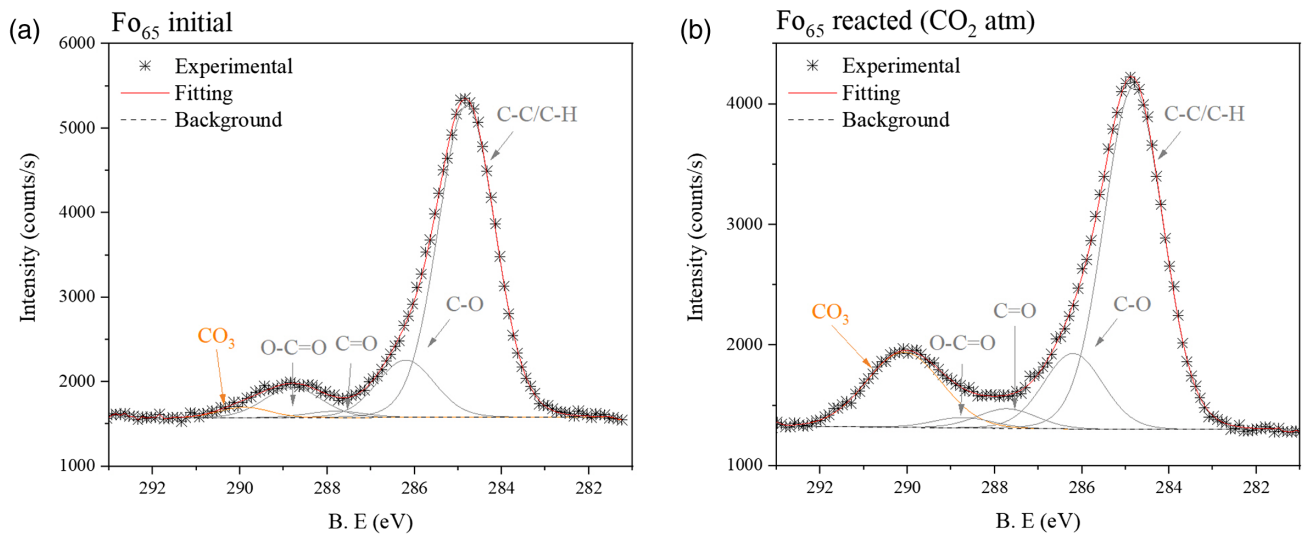 (a)
Fo₆₅ initial
6000
5000
4000
3000
2000
1000
Intensity (counts/s)
Experimental
Fitting
Background
C-C/C-H
C-O
C=O
O-C=O
CO₃
292
290
288
286
284
282
B. E (eV)
(b)
Fo₆₅ reacted (CO₂ atm)
4000
3000
2000
1000
Intensity (counts/s)
Experimental
Fitting
Background
C-C/C-H
C-O
C=O
O-C=O
CO₃
292
290
288
286
284
282
B. E (eV)